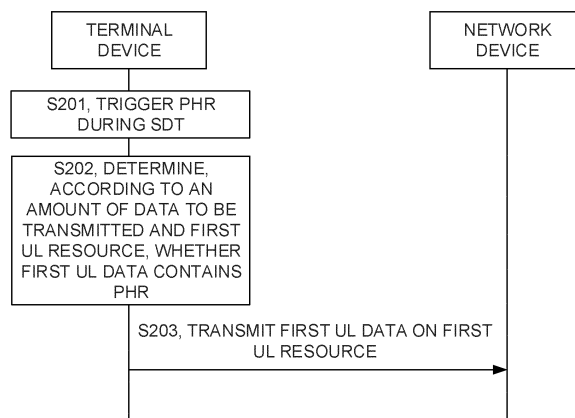 TERMINAL
DEVICE
NETWORK
DEVICE
S201, TRIGGER PHR
DURING SDT
S202, DETERMINE,
ACCORDING TO AN
AMOUNT OF DATA TO BE
TRANSMITTED AND FIRST
UL RESOURCE, WHETHER
FIRST UL DATA CONTAINS
PHR
S203, TRANSMIT FIRST UL DATA ON FIRST
UL RESOURCE